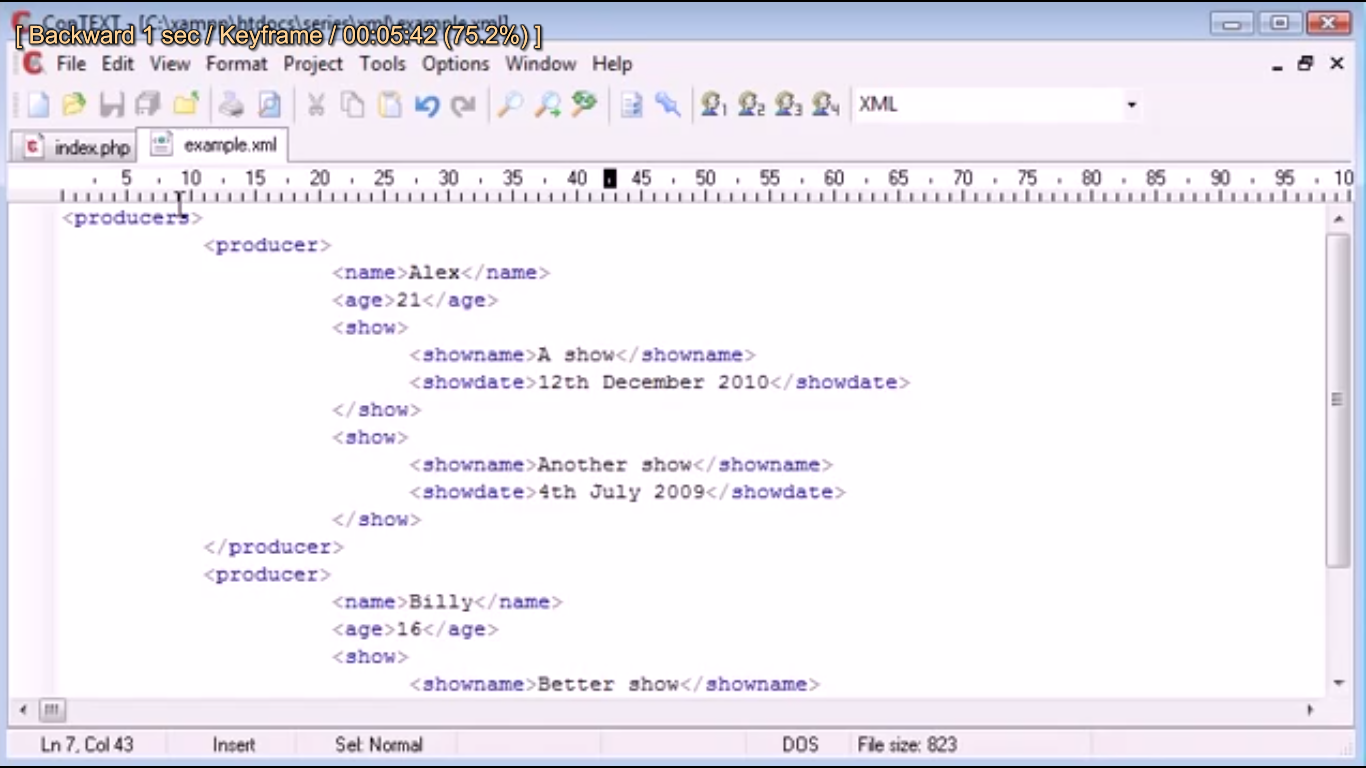 ConTEXT - [C:\xampp\htdocs\series\xml\example.xml]
[ Backward 1 sec / Keyframe / 00:05:42 (75.2%) ]
File Edit View Format Project Tools Options Window Help
1 2 3 4 XML
index.php example.xml
5 10 15 20 25 30 35 40 45 50 55 60 65 70 75 80 85 90 95 10
<producers>
<producer>
<name>Alex</name>
<age>21</age>
<show>
<showname>A show</showname>
<showdate>12th December 2010</showdate>
</show>
<show>
<showname>Another show</showname>
<showdate>4th July 2009</showdate>
</show>
</producer>
<producer>
<name>Billy</name>
<age>16</age>
<show>
<showname>Better show</showname>
Ln 7, Col 43 Insert Sel: Normal DOS File size: 823